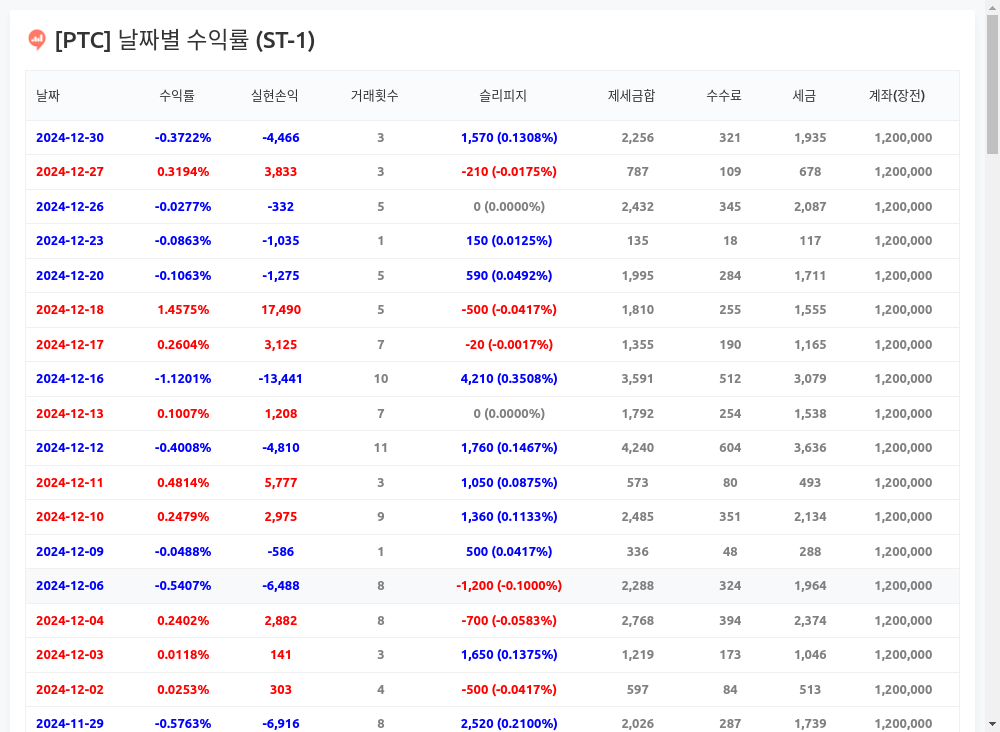 [PTC] 날짜별 수익률 (ST-1)
날짜 수익률 실현손익 거래횟수 슬리피지 제세금합 수수료 세금 계좌(장전)
2024-12-30 -0.3722% -4,466 3 1,570 (0.1308%) 2,256 321 1,935 1,200,000
2024-12-27 0.3194% 3,833 3 -210 (-0.0175%) 787 109 678 1,200,000
2024-12-26 -0.0277% -332 5 0 (0.0000%) 2,432 345 2,087 1,200,000
2024-12-23 -0.0863% -1,035 1 150 (0.0125%) 135 18 117 1,200,000
2024-12-20 -0.1063% -1,275 5 590 (0.0492%) 1,995 284 1,711 1,200,000
2024-12-18 1.4575% 17,490 5 -500 (-0.0417%) 1,810 255 1,555 1,200,000
2024-12-17 0.2604% 3,125 7 -20 (-0.0017%) 1,355 190 1,165 1,200,000
2024-12-16 -1.1201% -13,441 10 4,210 (0.3508%) 3,591 512 3,079 1,200,000
2024-12-13 0.1007% 1,208 7 0 (0.0000%) 1,792 254 1,538 1,200,000
2024-12-12 -0.4008% -4,810 11 1,760 (0.1467%) 4,240 604 3,636 1,200,000
2024-12-11 0.4814% 5,777 3 1,050 (0.0875%) 573 80 493 1,200,000
2024-12-10 0.2479% 2,975 9 1,360 (0.1133%) 2,485 351 2,134 1,200,000
2024-12-09 -0.0488% -586 1 500 (0.0417%) 336 48 288 1,200,000
2024-12-06 -0.5407% -6,488 8 -1,200 (-0.1000%) 2,288 324 1,964 1,200,000
2024-12-04 0.2402% 2,882 8 -700 (-0.0583%) 2,768 394 2,374 1,200,000
2024-12-03 0.0118% 141 3 1,650 (0.1375%) 1,219 173 1,046 1,200,000
2024-12-02 0.0253% 303 4 -500 (-0.0417%) 597 84 513 1,200,000
2024-11-29 -0.5763% -6,916 8 2,520 (0.2100%) 2,026 287 1,739 1,200,000